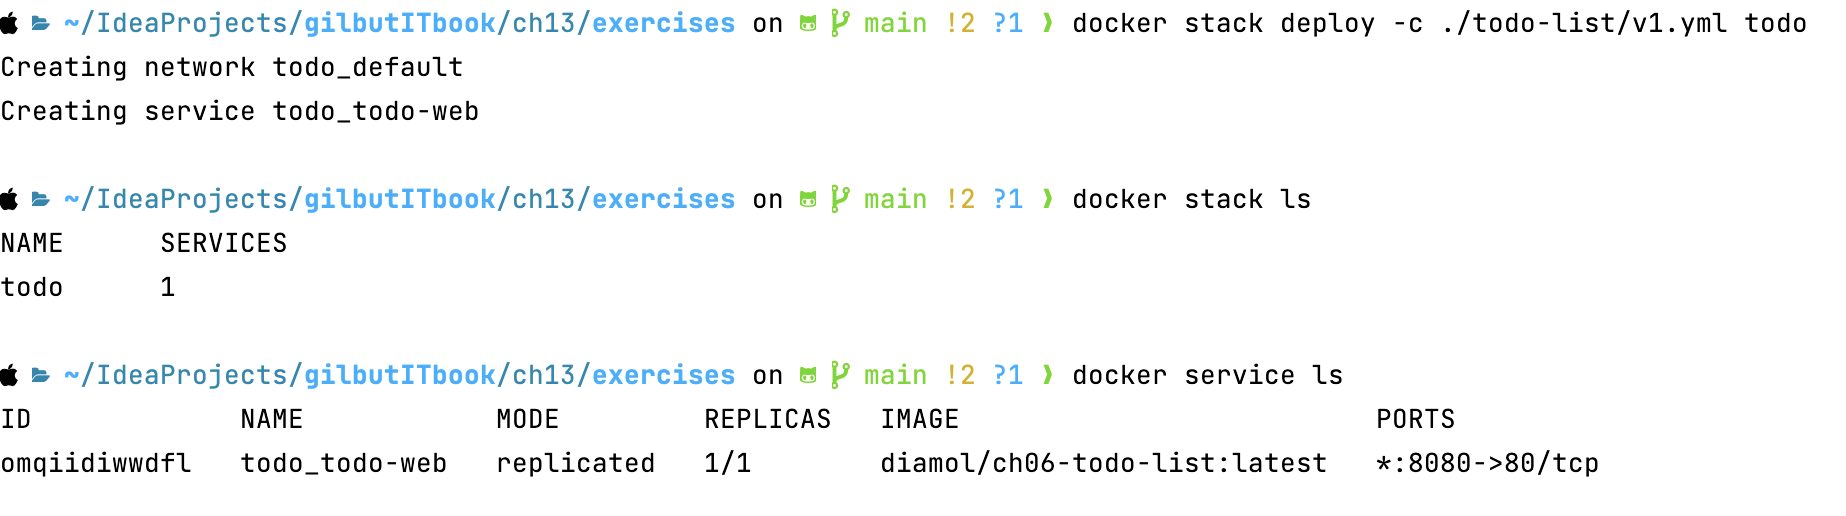 ~/IdeaProjects/gilbutITbook/ch13/exercises on main !2 ?1 ❱ docker stack deploy -c ./todo-list/v1.yml todo
Creating network todo_default
Creating service todo_todo-web
~/IdeaProjects/gilbutITbook/ch13/exercises on main !2 ?1 ❱ docker stack ls
NAME SERVICES
todo 1
~/IdeaProjects/gilbutITbook/ch13/exercises on main !2 ?1 ❱ docker service ls
ID NAME MODE REPLICAS IMAGE PORTS
omqiidiwwdfl todo_todo-web replicated 1/1 diamol/ch06-todo-list:latest *:8080->80/tcp